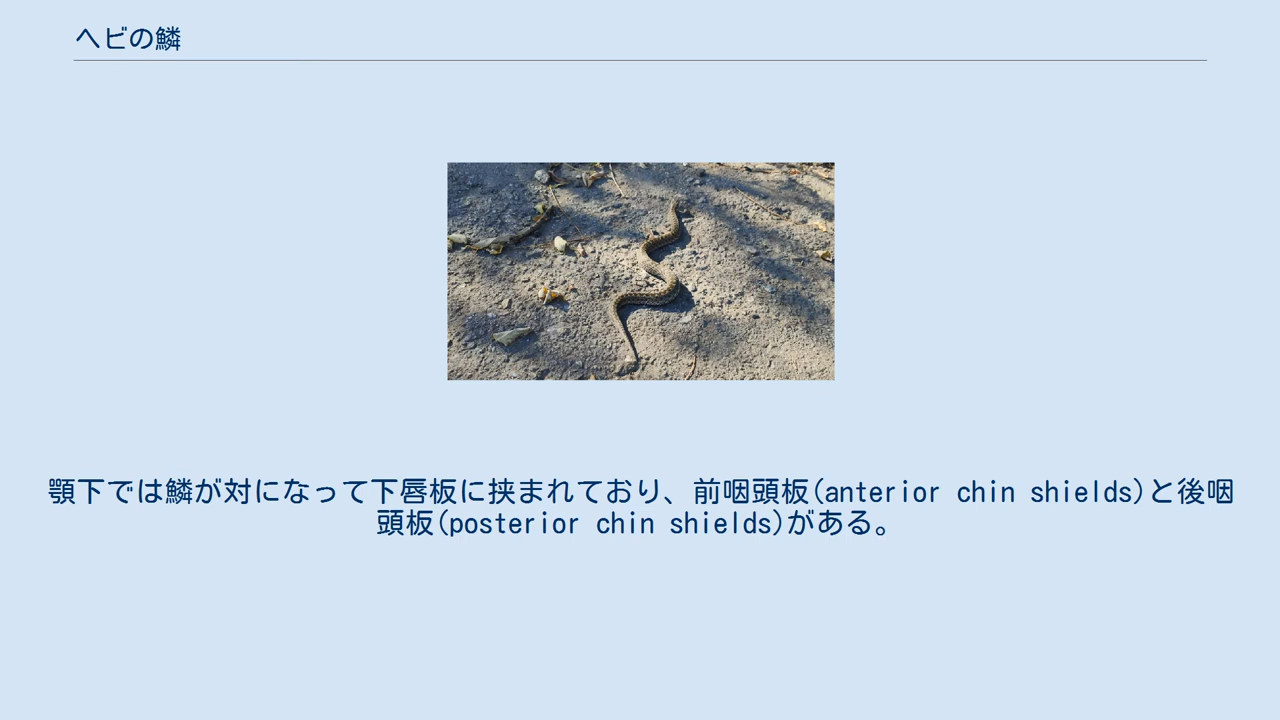 ヘビの鱗
顎下では鱗が対になって下唇板に挟まれており、前咽頭板(anterior chin shields)と後咽
頭板(posterior chin shields)がある。